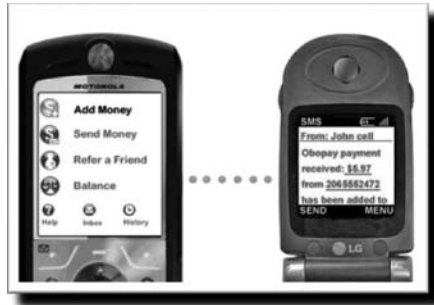 MOTOROLA
Add Money
Send Money
Refer a Friend
Balance
Help Inbox History
SMS
From: John cell
Obopay payment
received: $5.97
from 2065552472
has been added to
SEND MENU
LG